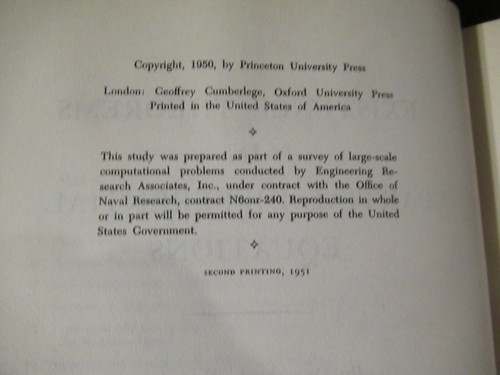 Copyright, 1950, by Princeton University Press
London: Geoffrey Cumberlege, Oxford University Press
Printed in the United States of America
This study was prepared as part of a survey of large-scale
computational problems conducted by Engineering Re-
search Associates, Inc., under contract with the Office of
Naval Research, contract N6onr-240. Reproduction in whole
or in part will be permitted for any purpose of the United
States Government.
SECOND PRINTING, 1951